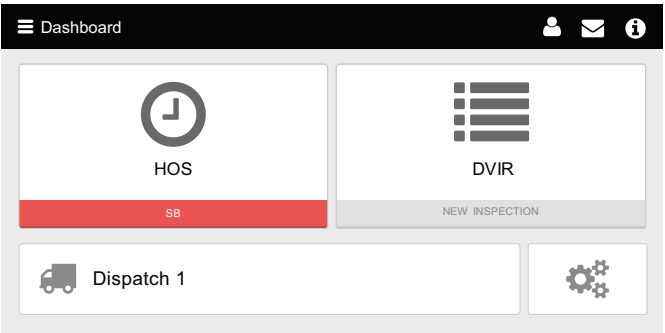 Dashboard
HOS
DVIR
SB
NEW INSPECTION
Dispatch 1